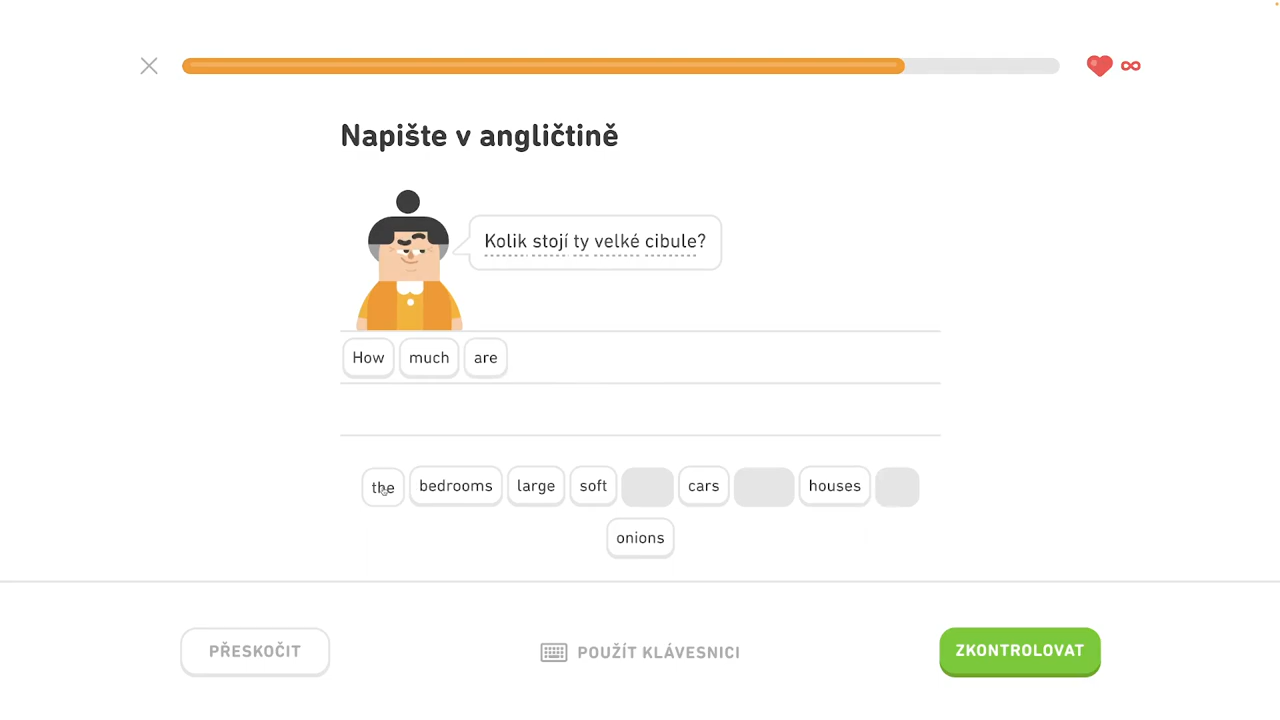 ∞
Napište v angličtině
Kolik stojí ty velké cibule?
How much are
the bedrooms large soft cars houses
onions
PŘESKOČIT POUŽÍT KLÁVESNICI ZKONTROLOVAT